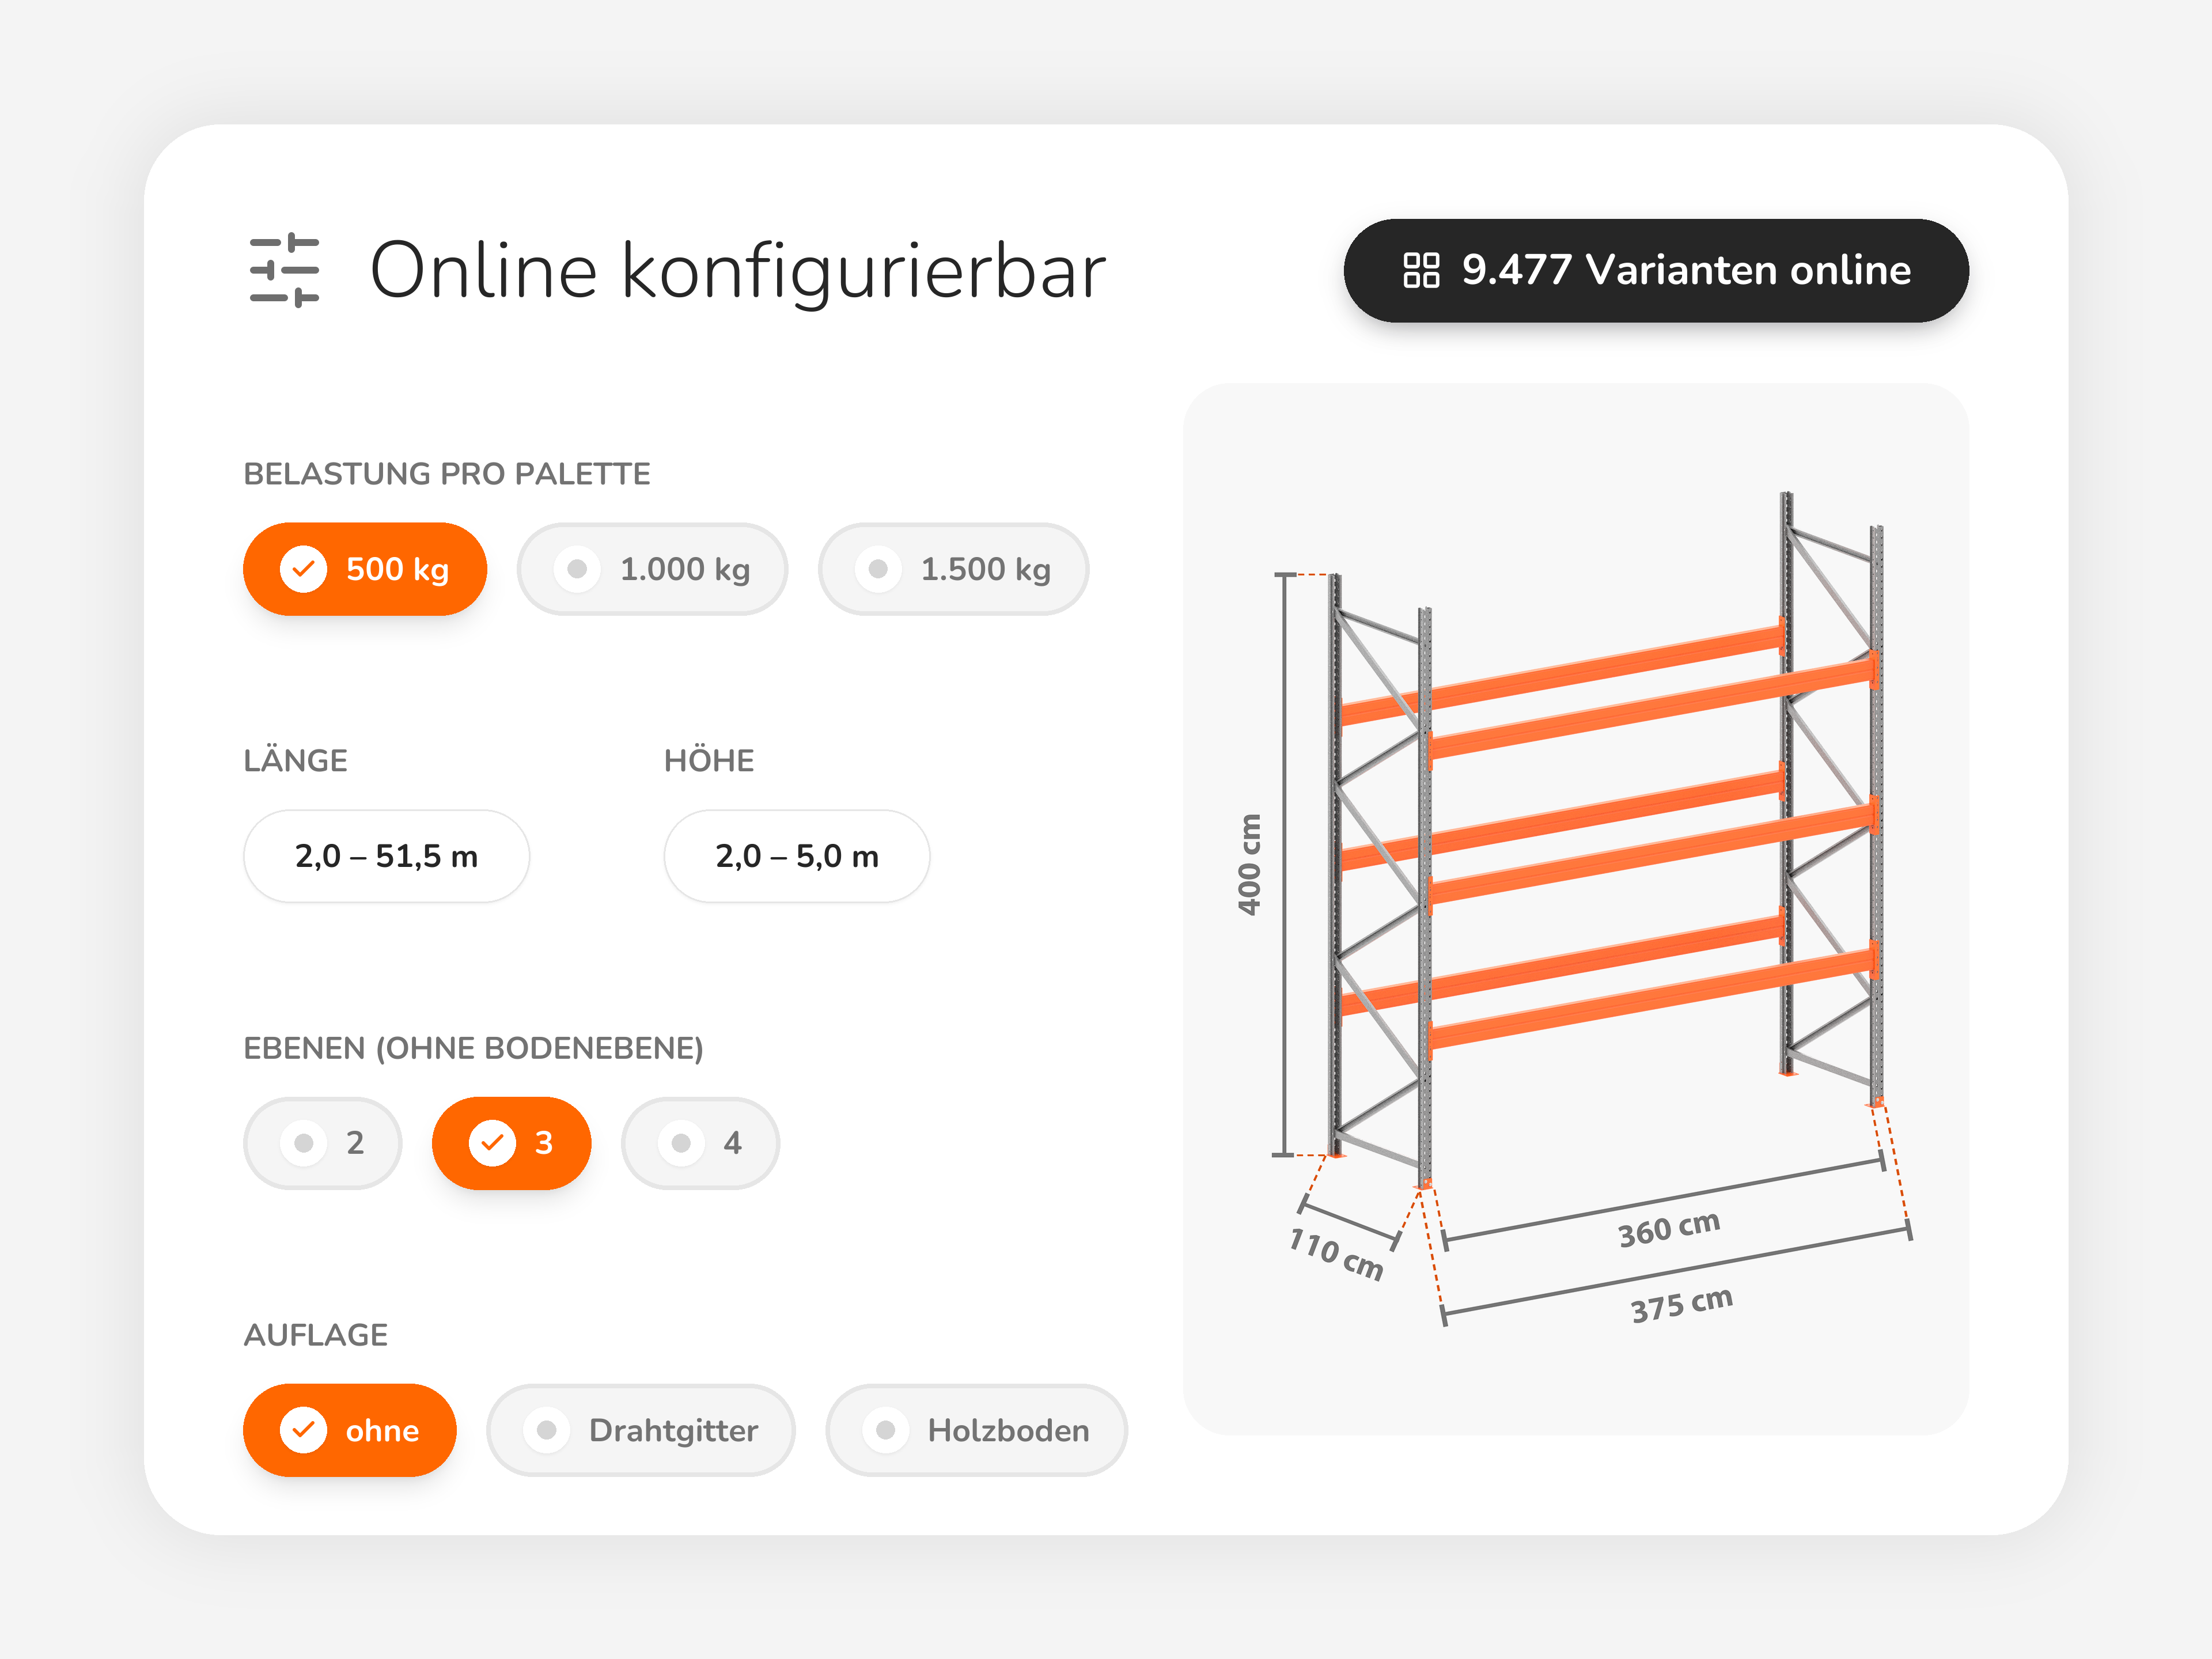 Online konfigurierbar
9.477 Varianten online
BELASTUNG PRO PALETTE
500 kg
1.000 kg
1.500 kg
LÄNGE
HÖHE
2,0 – 51,5 m
2,0 – 5,0 m
EBENEN (OHNE BODENEBENE)
2
3
4
AUFLAGE
ohne
Drahtgitter
Holzboden
400 cm
110 cm
360 cm
375 cm